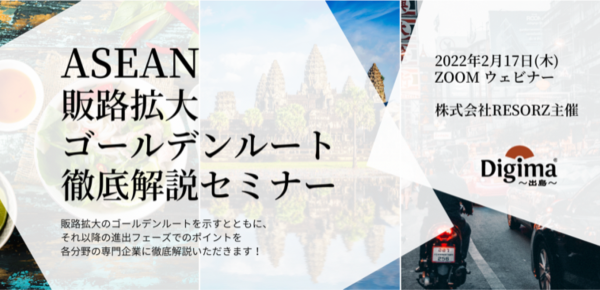 ASEAN
販路拡大
ゴールデンルート
徹底解説セミナー
販路拡大のゴールデンルートを示すとともに、
それ以降の進出フェーズでのポイントを
各分野の専門企業に徹底解説いただきます！
2022年2月17日(木)
ZOOM ウェビナー
株式会社RESORZ主催
Digima®
〜出島〜